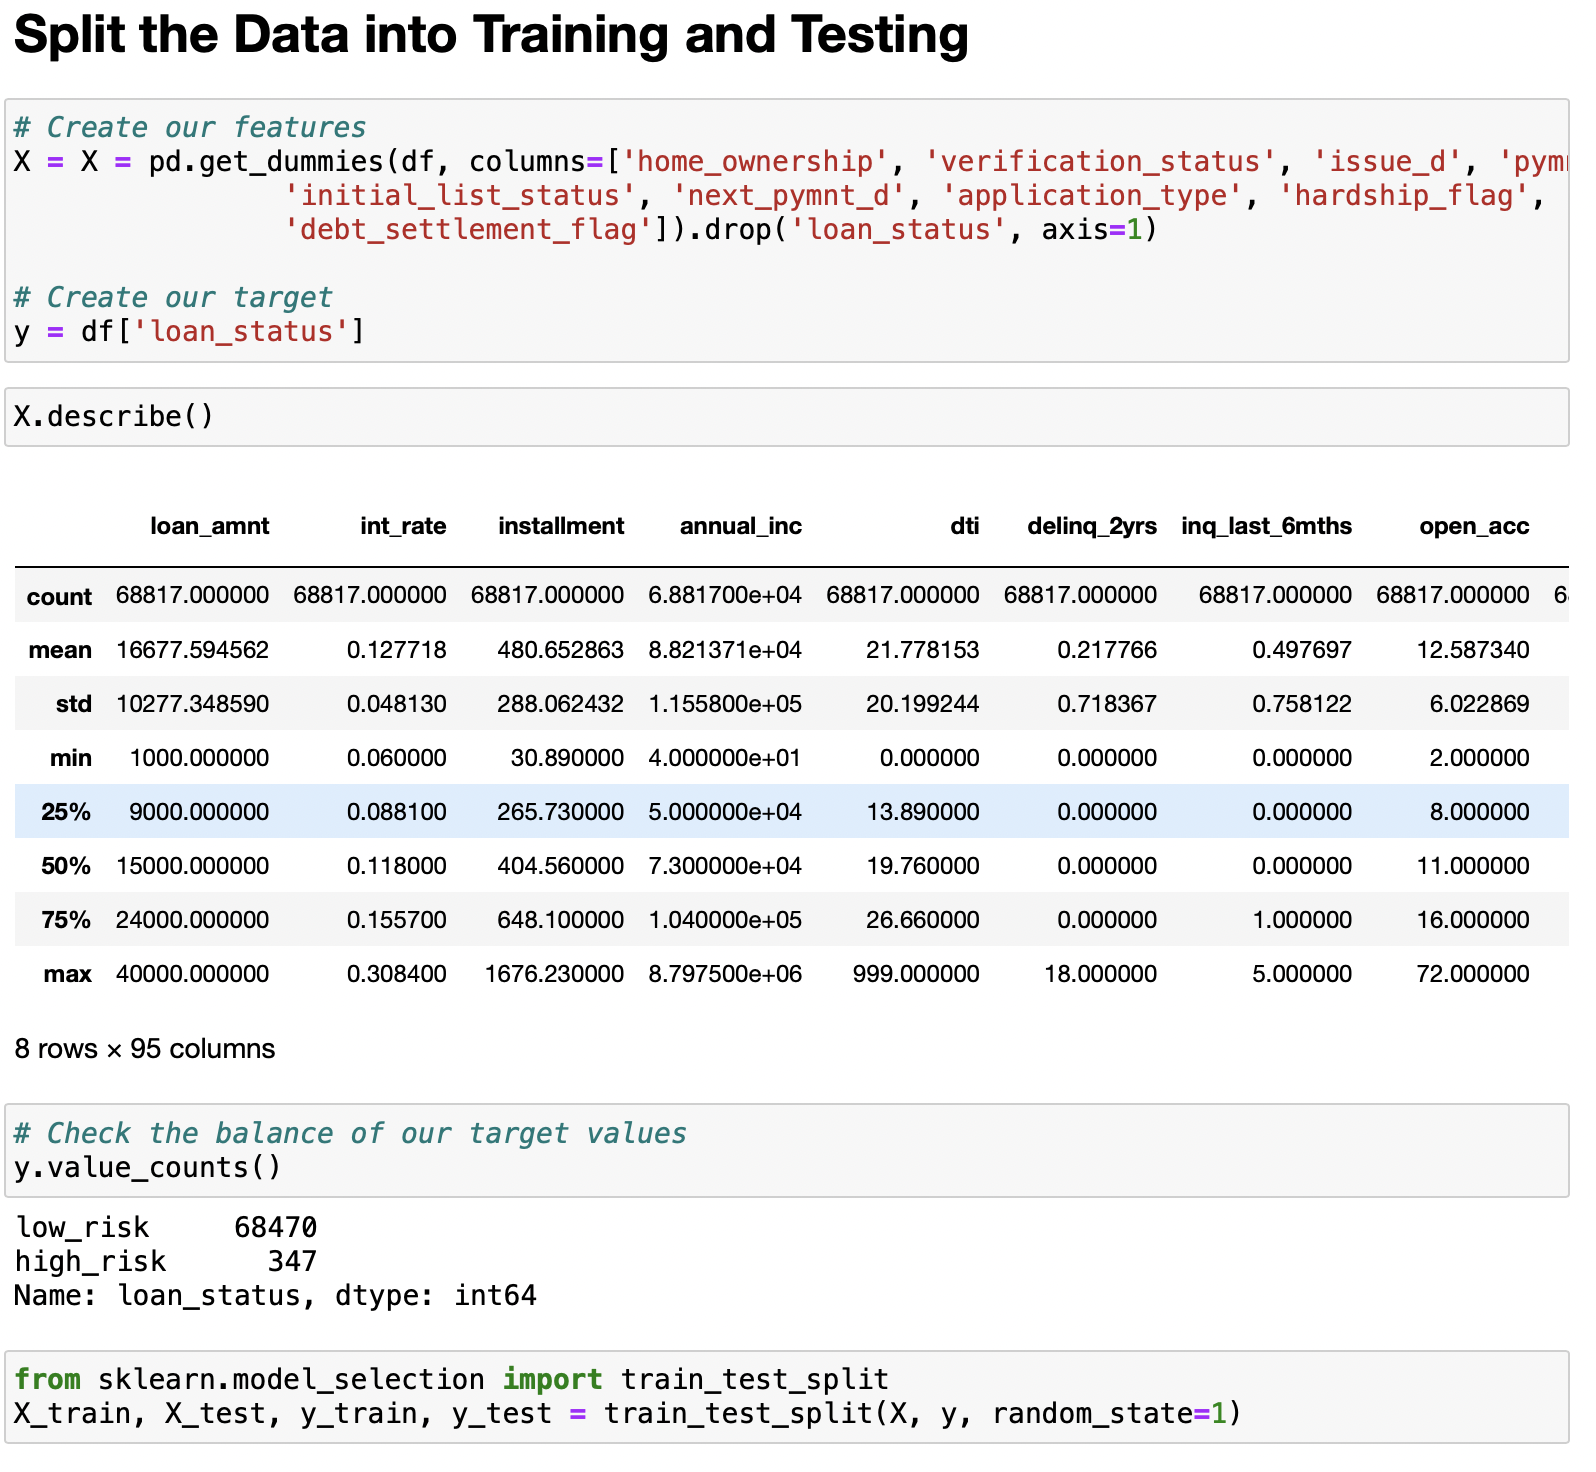 Split the Data into Training and Testing
# Create our features
X = X = pd.get_dummies(df, columns=['home_ownership', 'verification_status', 'issue_d', 'pym
'initial_list_status', 'next_pymnt_d', 'application_type', 'hardship_flag',
'debt_settlement_flag']).drop('loan_status', axis=1)
# Create our target
y = df['loan_status']
X.describe()
loan_amnt int_rate installment annual_inc dti delinq_2yrs inq_last_6mths open_acc
count 68817.000000 68817.000000 68817.000000 6.881700e+04 68817.000000 68817.000000 68817.000000 68817.000000 6
mean 16677.594562 0.127718 480.652863 8.821371e+04 21.778153 0.217766 0.497697 12.587340
std 10277.348590 0.048130 288.062432 1.155800e+05 20.199244 0.718367 0.758122 6.022869
min 1000.000000 0.060000 30.890000 4.000000e+01 0.000000 0.000000 0.000000 2.000000
25% 9000.000000 0.088100 265.730000 5.000000e+04 13.890000 0.000000 0.000000 8.000000
50% 15000.000000 0.118000 404.560000 7.300000e+04 19.760000 0.000000 0.000000 11.000000
75% 24000.000000 0.155700 648.100000 1.040000e+05 26.660000 0.000000 1.000000 16.000000
max 40000.000000 0.308400 1676.230000 8.797500e+06 999.000000 18.000000 5.000000 72.000000
8 rows × 95 columns
# Check the balance of our target values
y.value_counts()
low_risk 68470
high_risk 347
Name: loan_status, dtype: int64
from sklearn.model_selection import train_test_split
X_train, X_test, y_train, y_test = train_test_split(X, y, random_state=1)